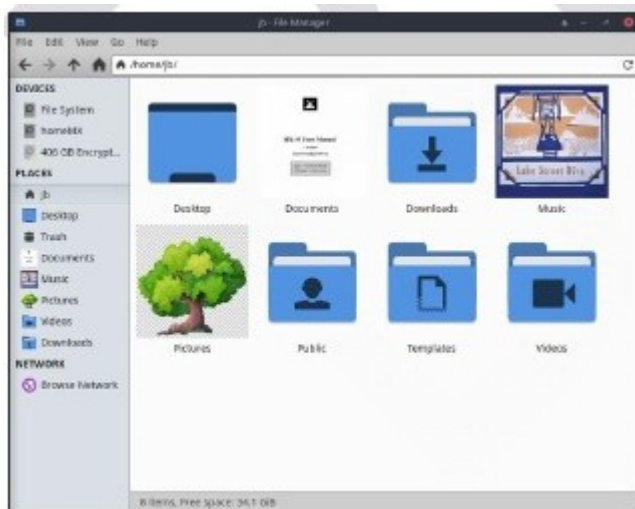 jb - File Manager
File Edit View Go Help
/home/jb/
DEVICES
File System
406 GB Encrypt...
PLACES
jb
Desktop
Trash
Documents
Music
Pictures
Videos
Downloads
NETWORK
Browse Network
Desktop Documents Downloads Music
Pictures Public Templates Videos
8 items, Free space: 34.1 GiB